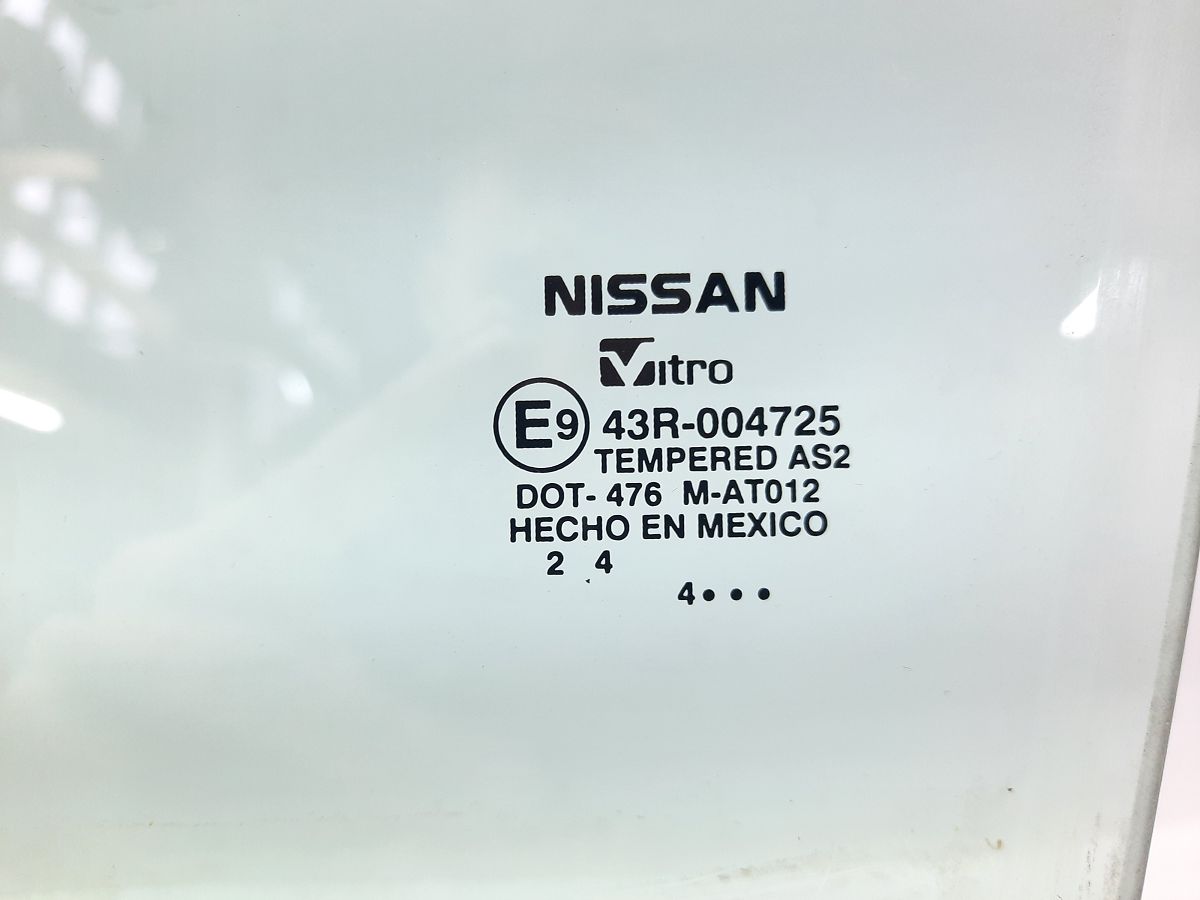 NISSAN
Vitro
E9 43R-004725
TEMPERED AS2
DOT- 476 M-AT012
HECHO EN MEXICO
2 4
4•••